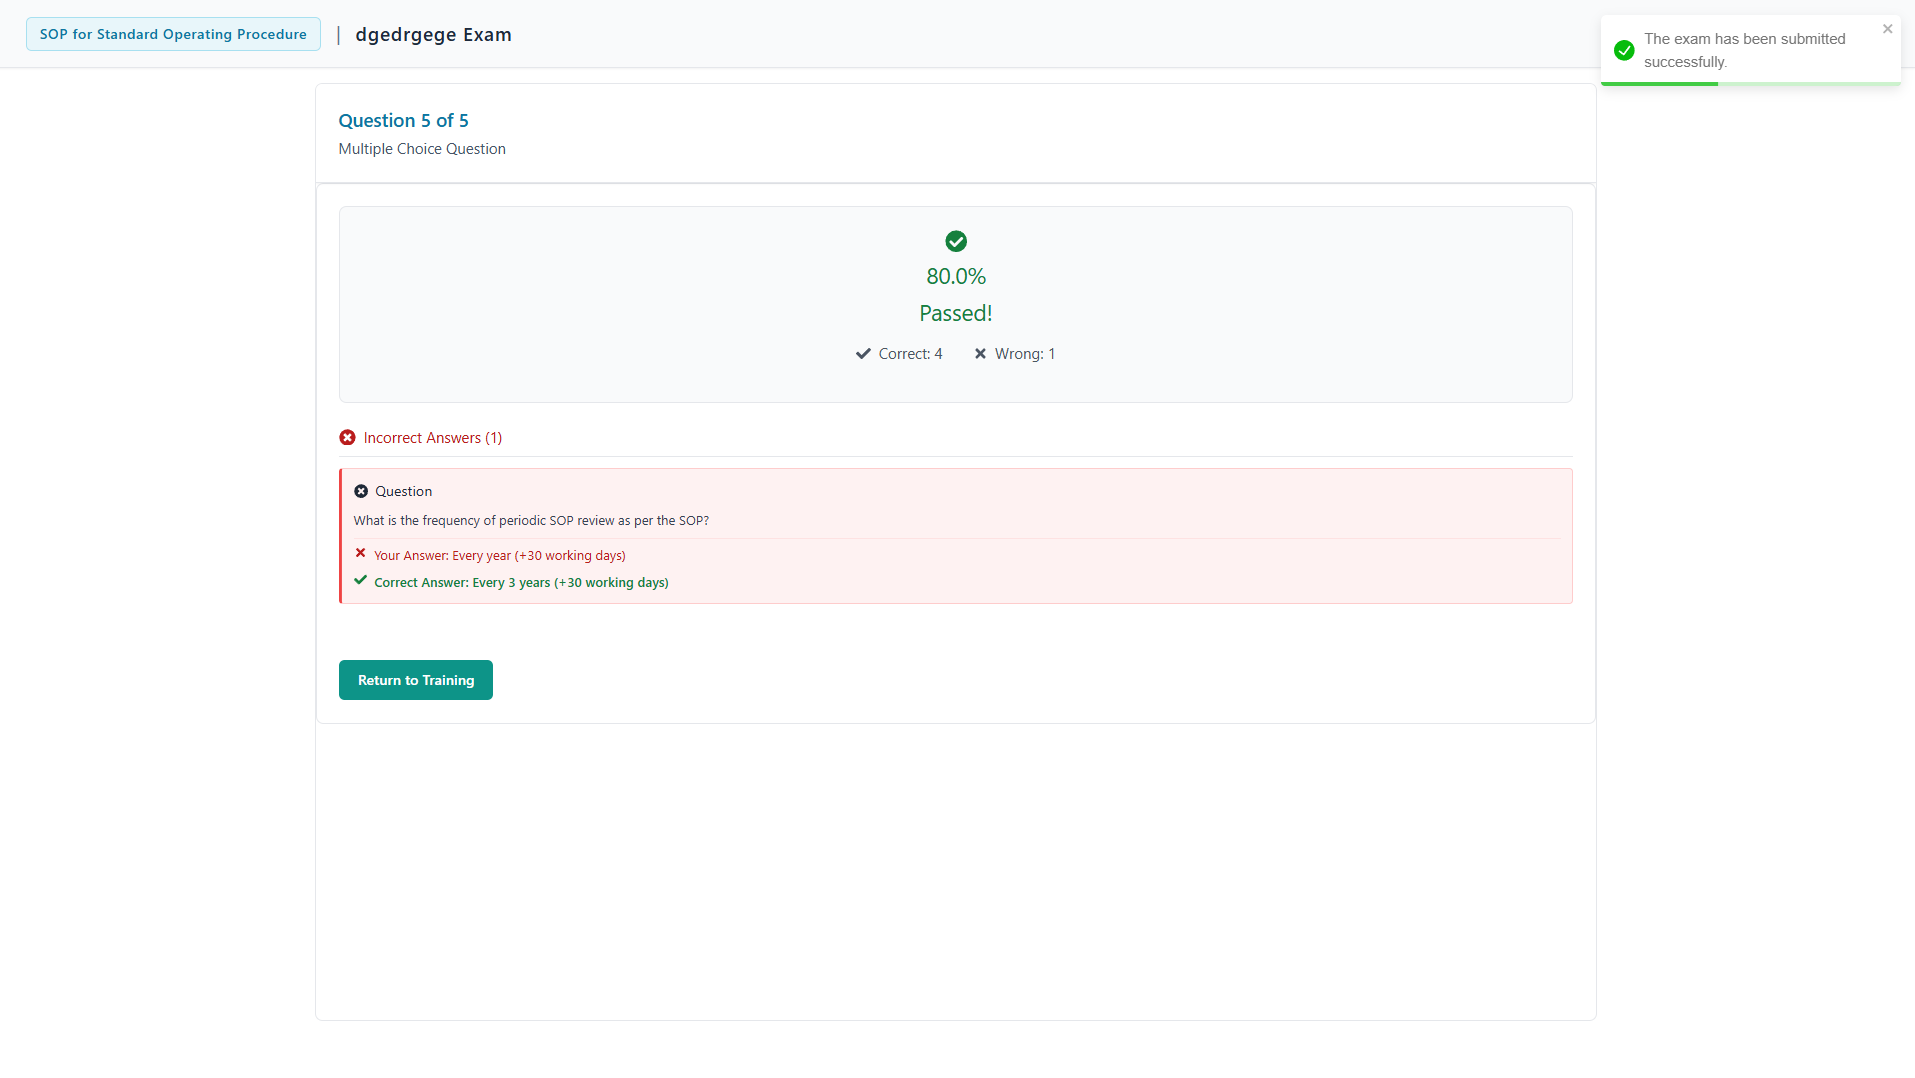 SOP for Standard Operating Procedure | dgedrgege Exam
The exam has been submitted
successfully.
Question 5 of 5
Multiple Choice Question
80.0%
Passed!
Correct: 4 Wrong: 1
Incorrect Answers (1)
Question
What is the frequency of periodic SOP review as per the SOP?
Your Answer: Every year (+30 working days)
Correct Answer: Every 3 years (+30 working days)
Return to Training